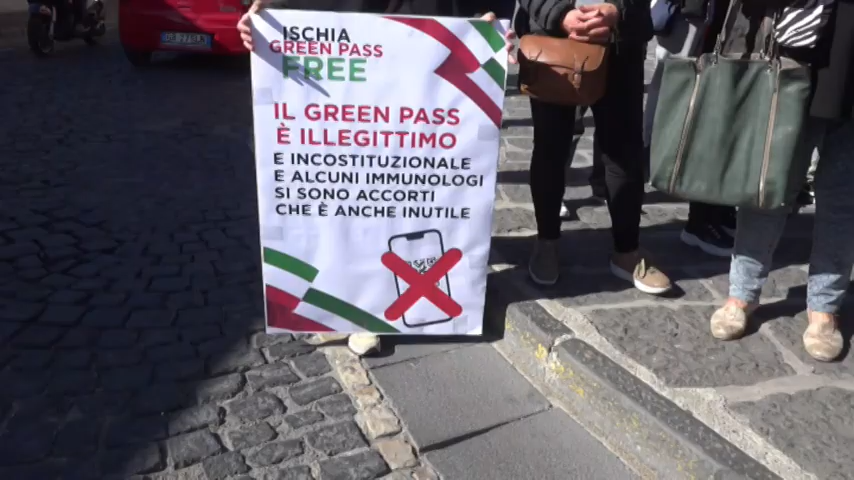 ISCHIA
GREEN PASS
FREE
IL GREEN PASS
È ILLEGITTIMO
E INCOSTITUZIONALE
E ALCUNI IMMUNOLOGI
SI SONO ACCORTI
CHE È ANCHE INUTILE